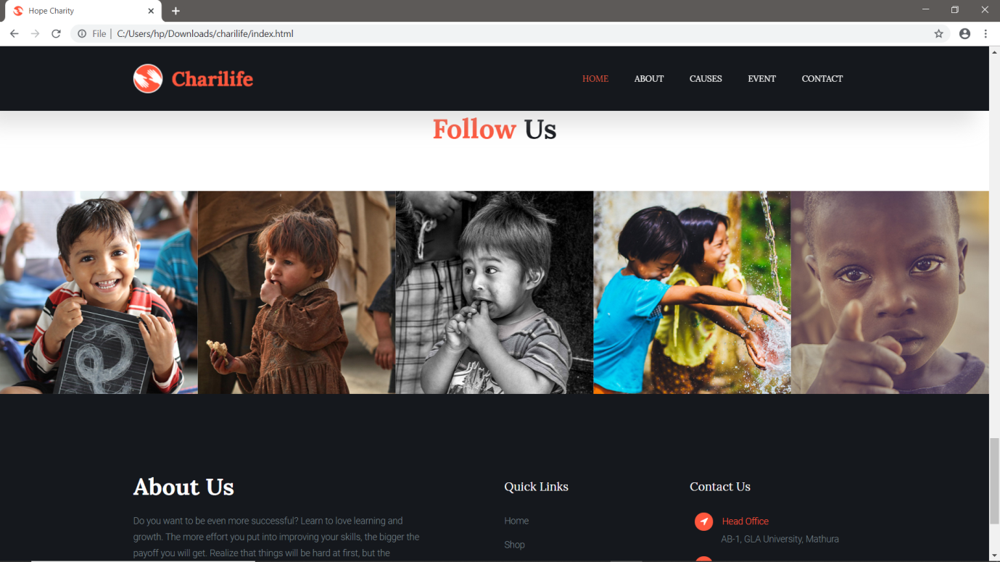 Hope Charity
File | C:/Users/hp/Downloads/charilife/index.html
Charilife
HOME ABOUT CAUSES EVENT CONTACT
Follow Us
e
About Us
Do you want to be even more successful? Learn to love learning and
growth. The more effort you put into improving your skills, the bigger the
payoff you will get. Realize that things will be hard at first, but the
Quick Links
Home
Shop
Contact Us
Head Office
AB-1, GLA University, Mathura